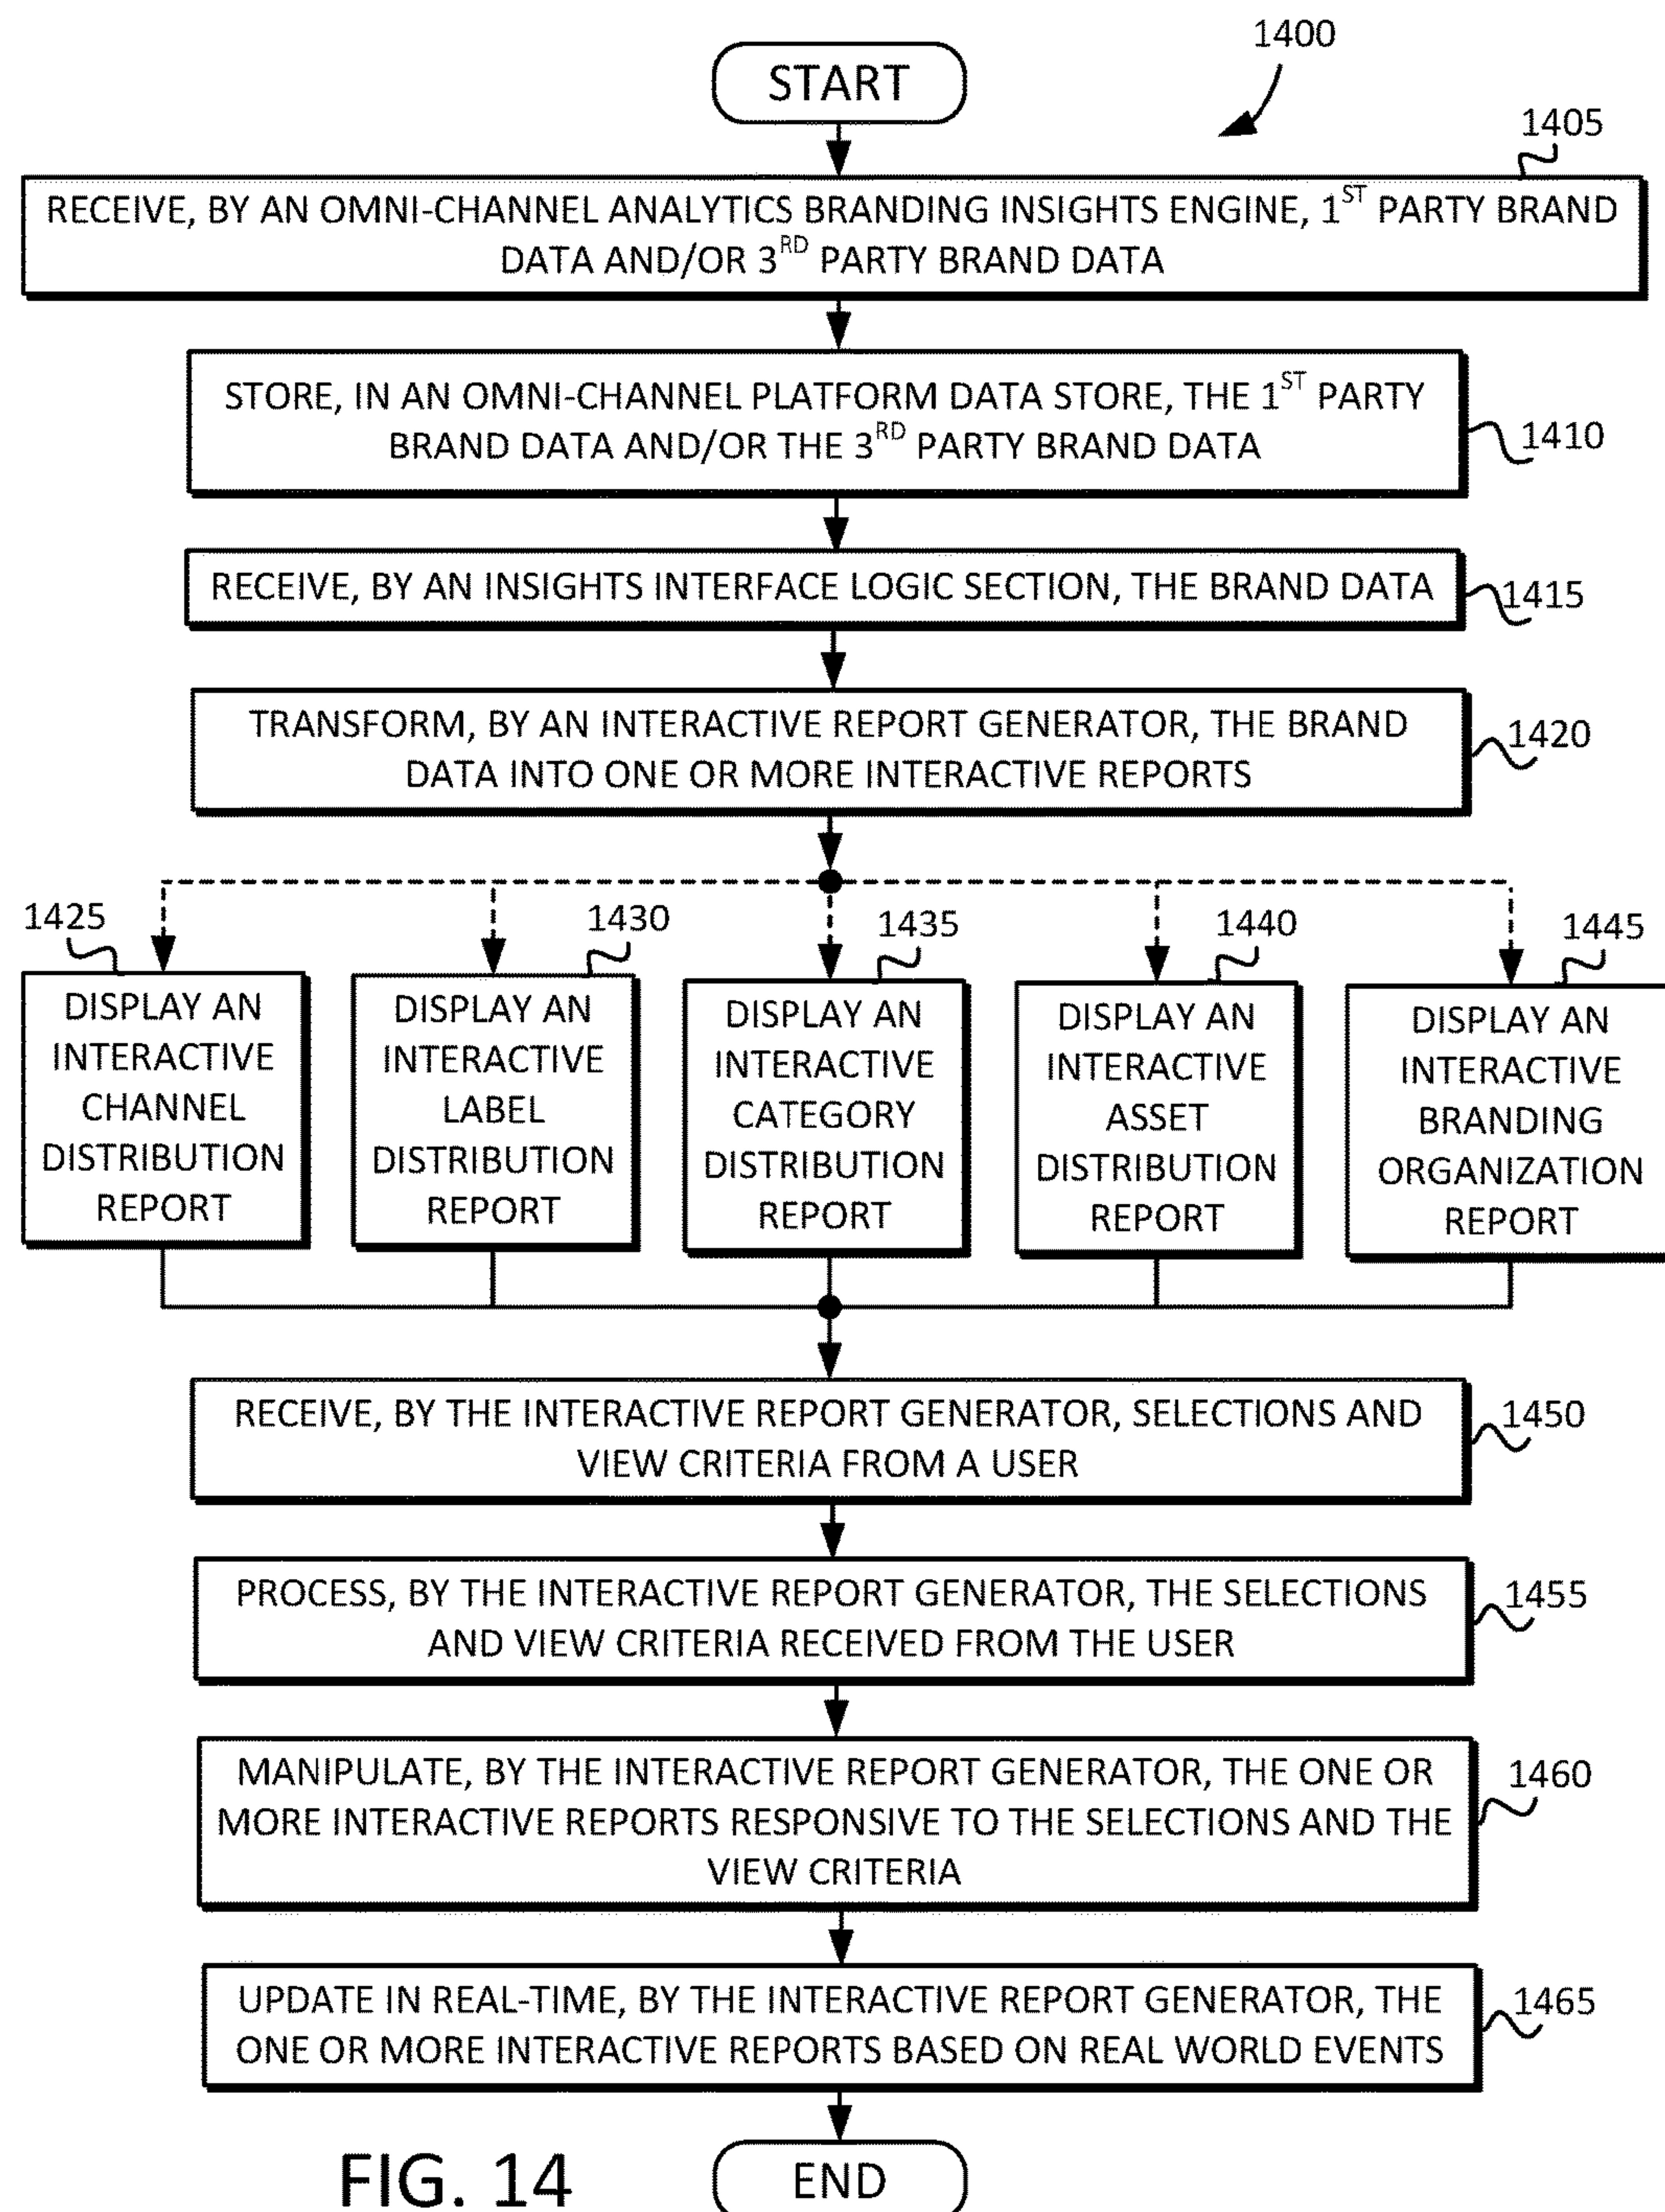 1400
START
1405
RECEIVE, BY AN OMNI-CHANNEL ANALYTICS BRANDING INSIGHTS ENGINE, 1ST PARTY BRAND
DATA AND/OR 3RD PARTY BRAND DATA
STORE, IN AN OMNI-CHANNEL PLATFORM DATA STORE, THE 1ST PARTY
BRAND DATA AND/OR THE 3RD PARTY BRAND DATA
1410
RECEIVE, BY AN INSIGHTS INTERFACE LOGIC SECTION, THE BRAND DATA
1415
TRANSFORM, BY AN INTERACTIVE REPORT GENERATOR, THE BRAND
DATA INTO ONE OR MORE INTERACTIVE REPORTS
1420
1425
DISPLAY AN
INTERACTIVE
CHANNEL
DISTRIBUTION
REPORT
1430
DISPLAY AN
INTERACTIVE
LABEL
DISTRIBUTION
REPORT
1435
DISPLAY AN
INTERACTIVE
CATEGORY
DISTRIBUTION
REPORT
1440
DISPLAY AN
INTERACTIVE
ASSET
DISTRIBUTION
REPORT
1445
DISPLAY AN
INTERACTIVE
BRANDING
ORGANIZATION
REPORT
RECEIVE, BY THE INTERACTIVE REPORT GENERATOR, SELECTIONS AND
VIEW CRITERIA FROM A USER
1450
PROCESS, BY THE INTERACTIVE REPORT GENERATOR, THE SELECTIONS
AND VIEW CRITERIA RECEIVED FROM THE USER
1455
MANIPULATE, BY THE INTERACTIVE REPORT GENERATOR, THE ONE OR
MORE INTERACTIVE REPORTS RESPONSIVE TO THE SELECTIONS AND THE
VIEW CRITERIA
1460
UPDATE IN REAL-TIME, BY THE INTERACTIVE REPORT GENERATOR, THE
ONE OR MORE INTERACTIVE REPORTS BASED ON REAL WORLD EVENTS
1465
END
FIG. 14